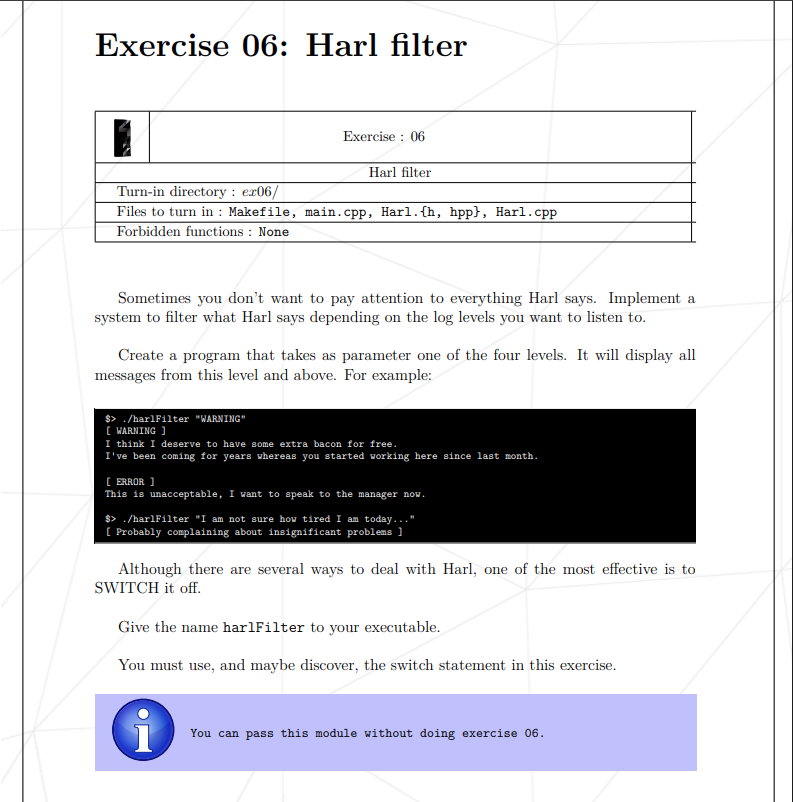 Exercise 06: Harl filter
Exercise : 06
Harl filter
Turn-in directory : ex06/
Files to turn in : Makefile, main.cpp, Harl.{h, hpp}, Harl.cpp
Forbidden functions : None
Sometimes you don't want to pay attention to everything Harl says. Implement a
system to filter what Harl says depending on the log levels you want to listen to.
Create a program that takes as parameter one of the four levels. It will display all
messages from this level and above. For example:
$> ./harlFilter "WARNING"
[ WARNING ]
I think I deserve to have some extra bacon for free.
I've been coming for years whereas you started working here since last month.
[ ERROR ]
This is unacceptable, I want to speak to the manager now.
$> ./harlFilter "I am not sure how tired I am today..."
[ Probably complaining about insignificant problems ]
Although there are several ways to deal with Harl, one of the most effective is to
SWITCH it off.
Give the name harlFilter to your executable.
You must use, and maybe discover, the switch statement in this exercise.
You can pass this module without doing exercise 06.